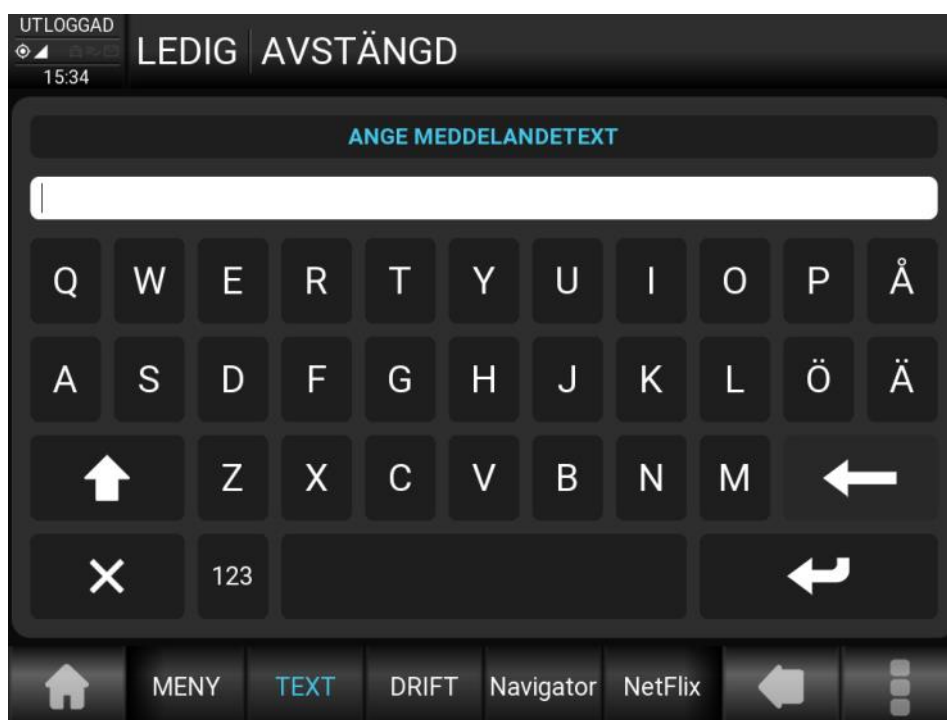 UTLOGGAD
15:34
LEDIG AVSTÄNGD
ANGE MEDDELANDETEXT
Q W E R T Y U I O P Å
A S D F G H J K L Ö Ä
Z X C V B N M
123
MENY TEXT DRIFT Navigator NetFlix